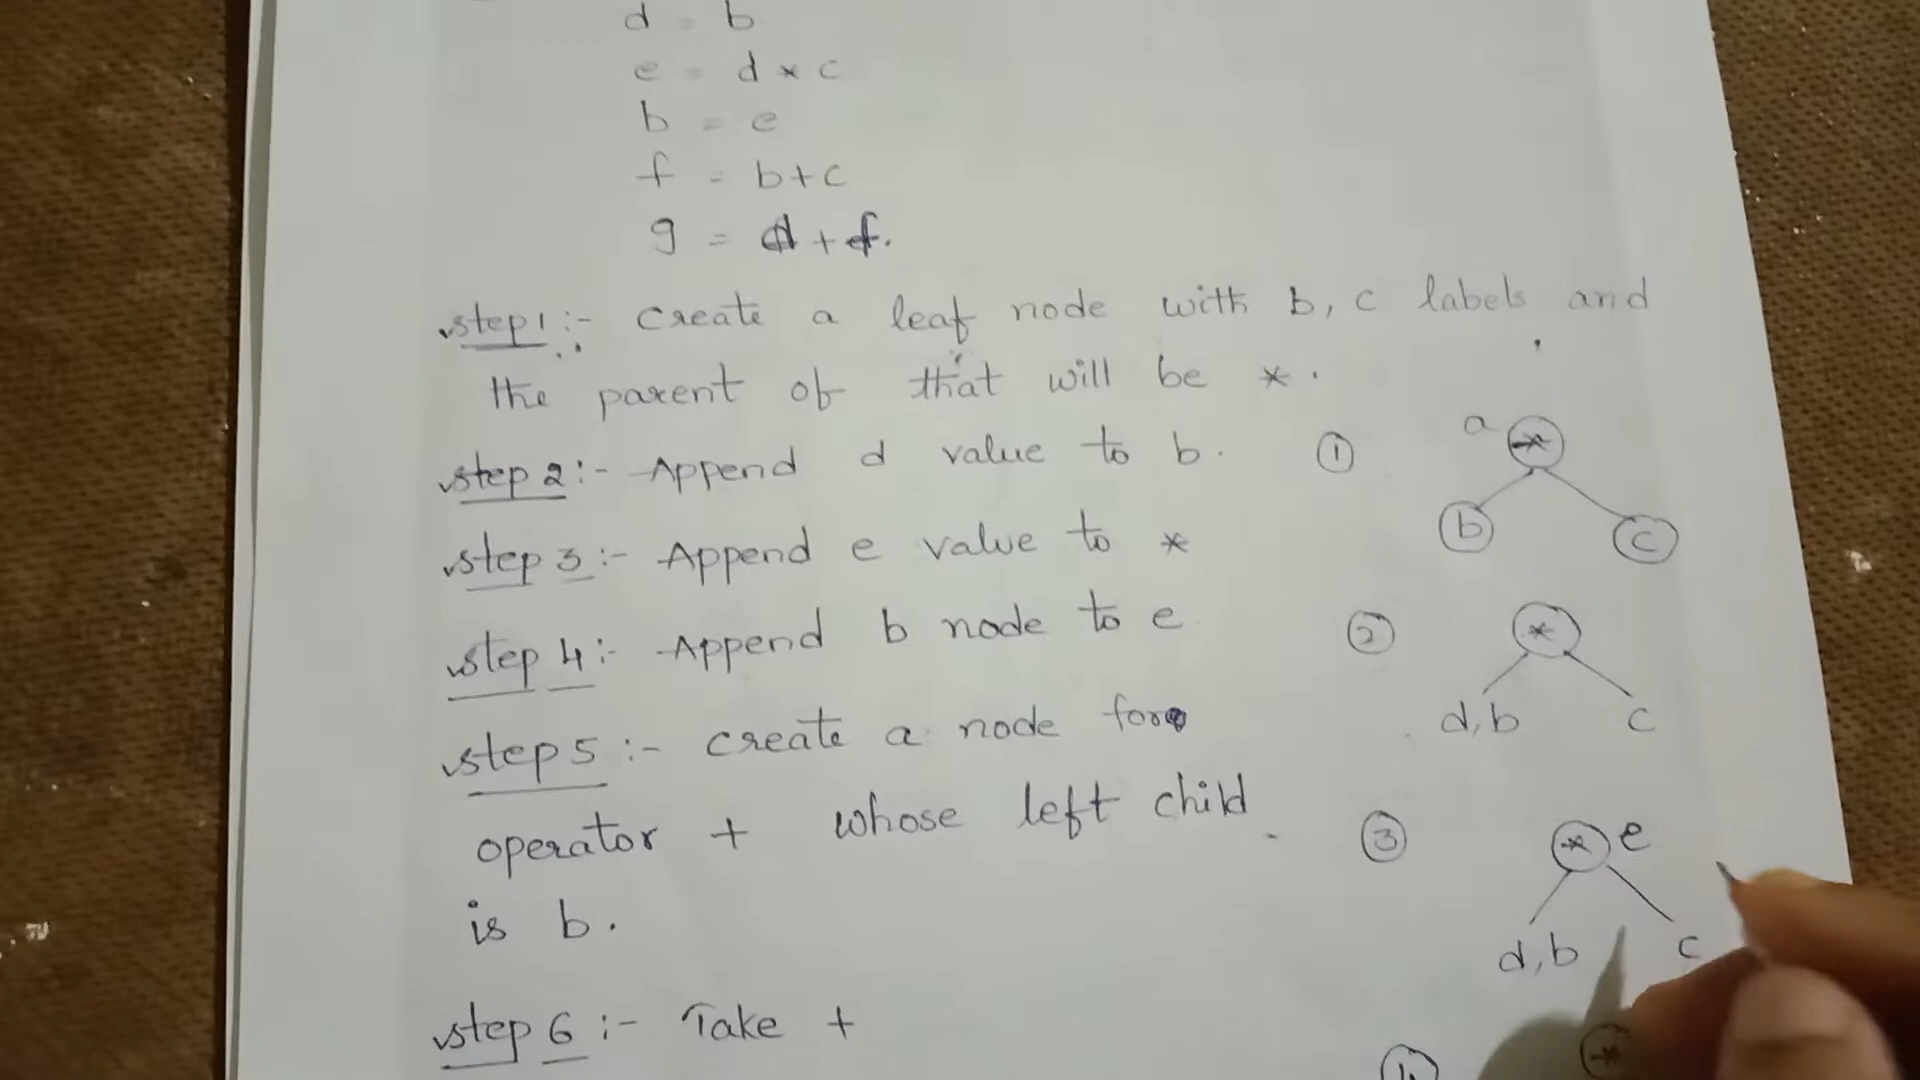 d = b
e = d * c
b = e
f = b + c
g = d + f.
step 1 :- create a leaf node with b, c labels and
the parent of that will be *.
step 2 :- Append d value to b.
step 3 :- Append e value to *
step 4 :- Append b node to e
step 5 :- create a node for
operator + whose left child
is b.
step 6 :- Take +
①
a
*
b c
②
*
d, b c
③
* e
d, b c
*